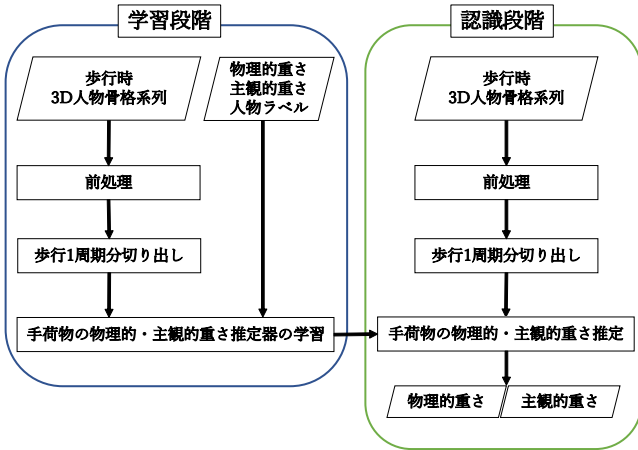 学習段階
歩行時
3D人物骨格系列
物理的重さ
主観的重さ
人物ラベル
前処理
歩行1周期分切り出し
手荷物の物理的・主観的重さ推定器の学習
認識段階
歩行時
3D人物骨格系列
前処理
歩行1周期分切り出し
手荷物の物理的・主観的重さ推定
物理的重さ
主観的重さ